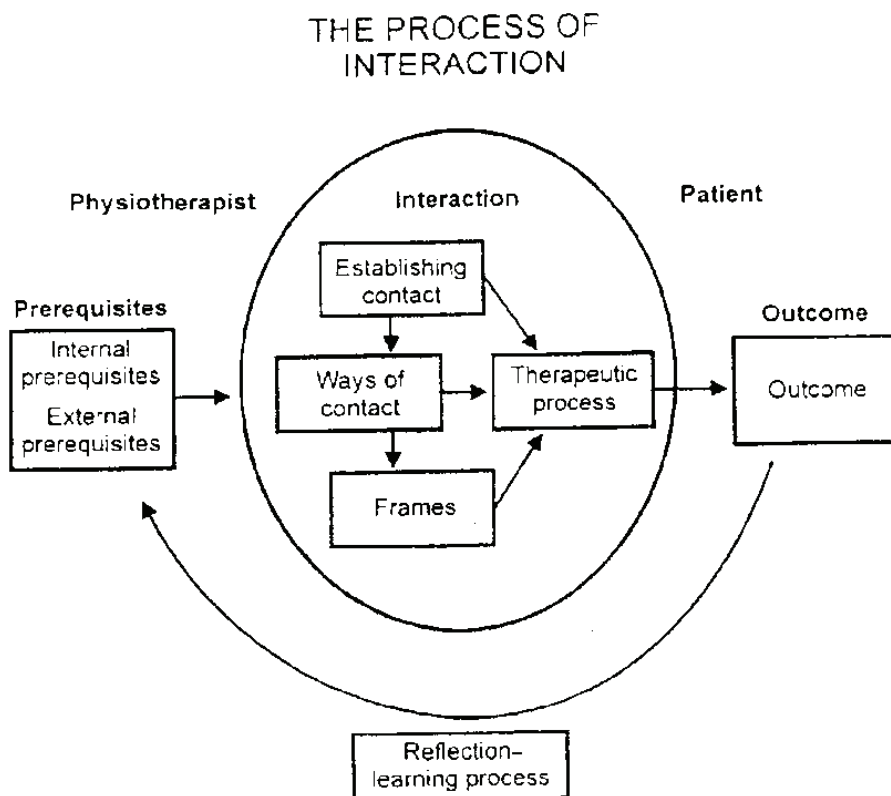 THE PROCESS OF
INTERACTION
Physiotherapist
Interaction
Patient
Establishing
contact
Prerequisites
Internal
prerequisites
External
prerequisites
Ways of
contact
Therapeutic
process
Outcome
Outcome
Frames
Reflection–
learning process